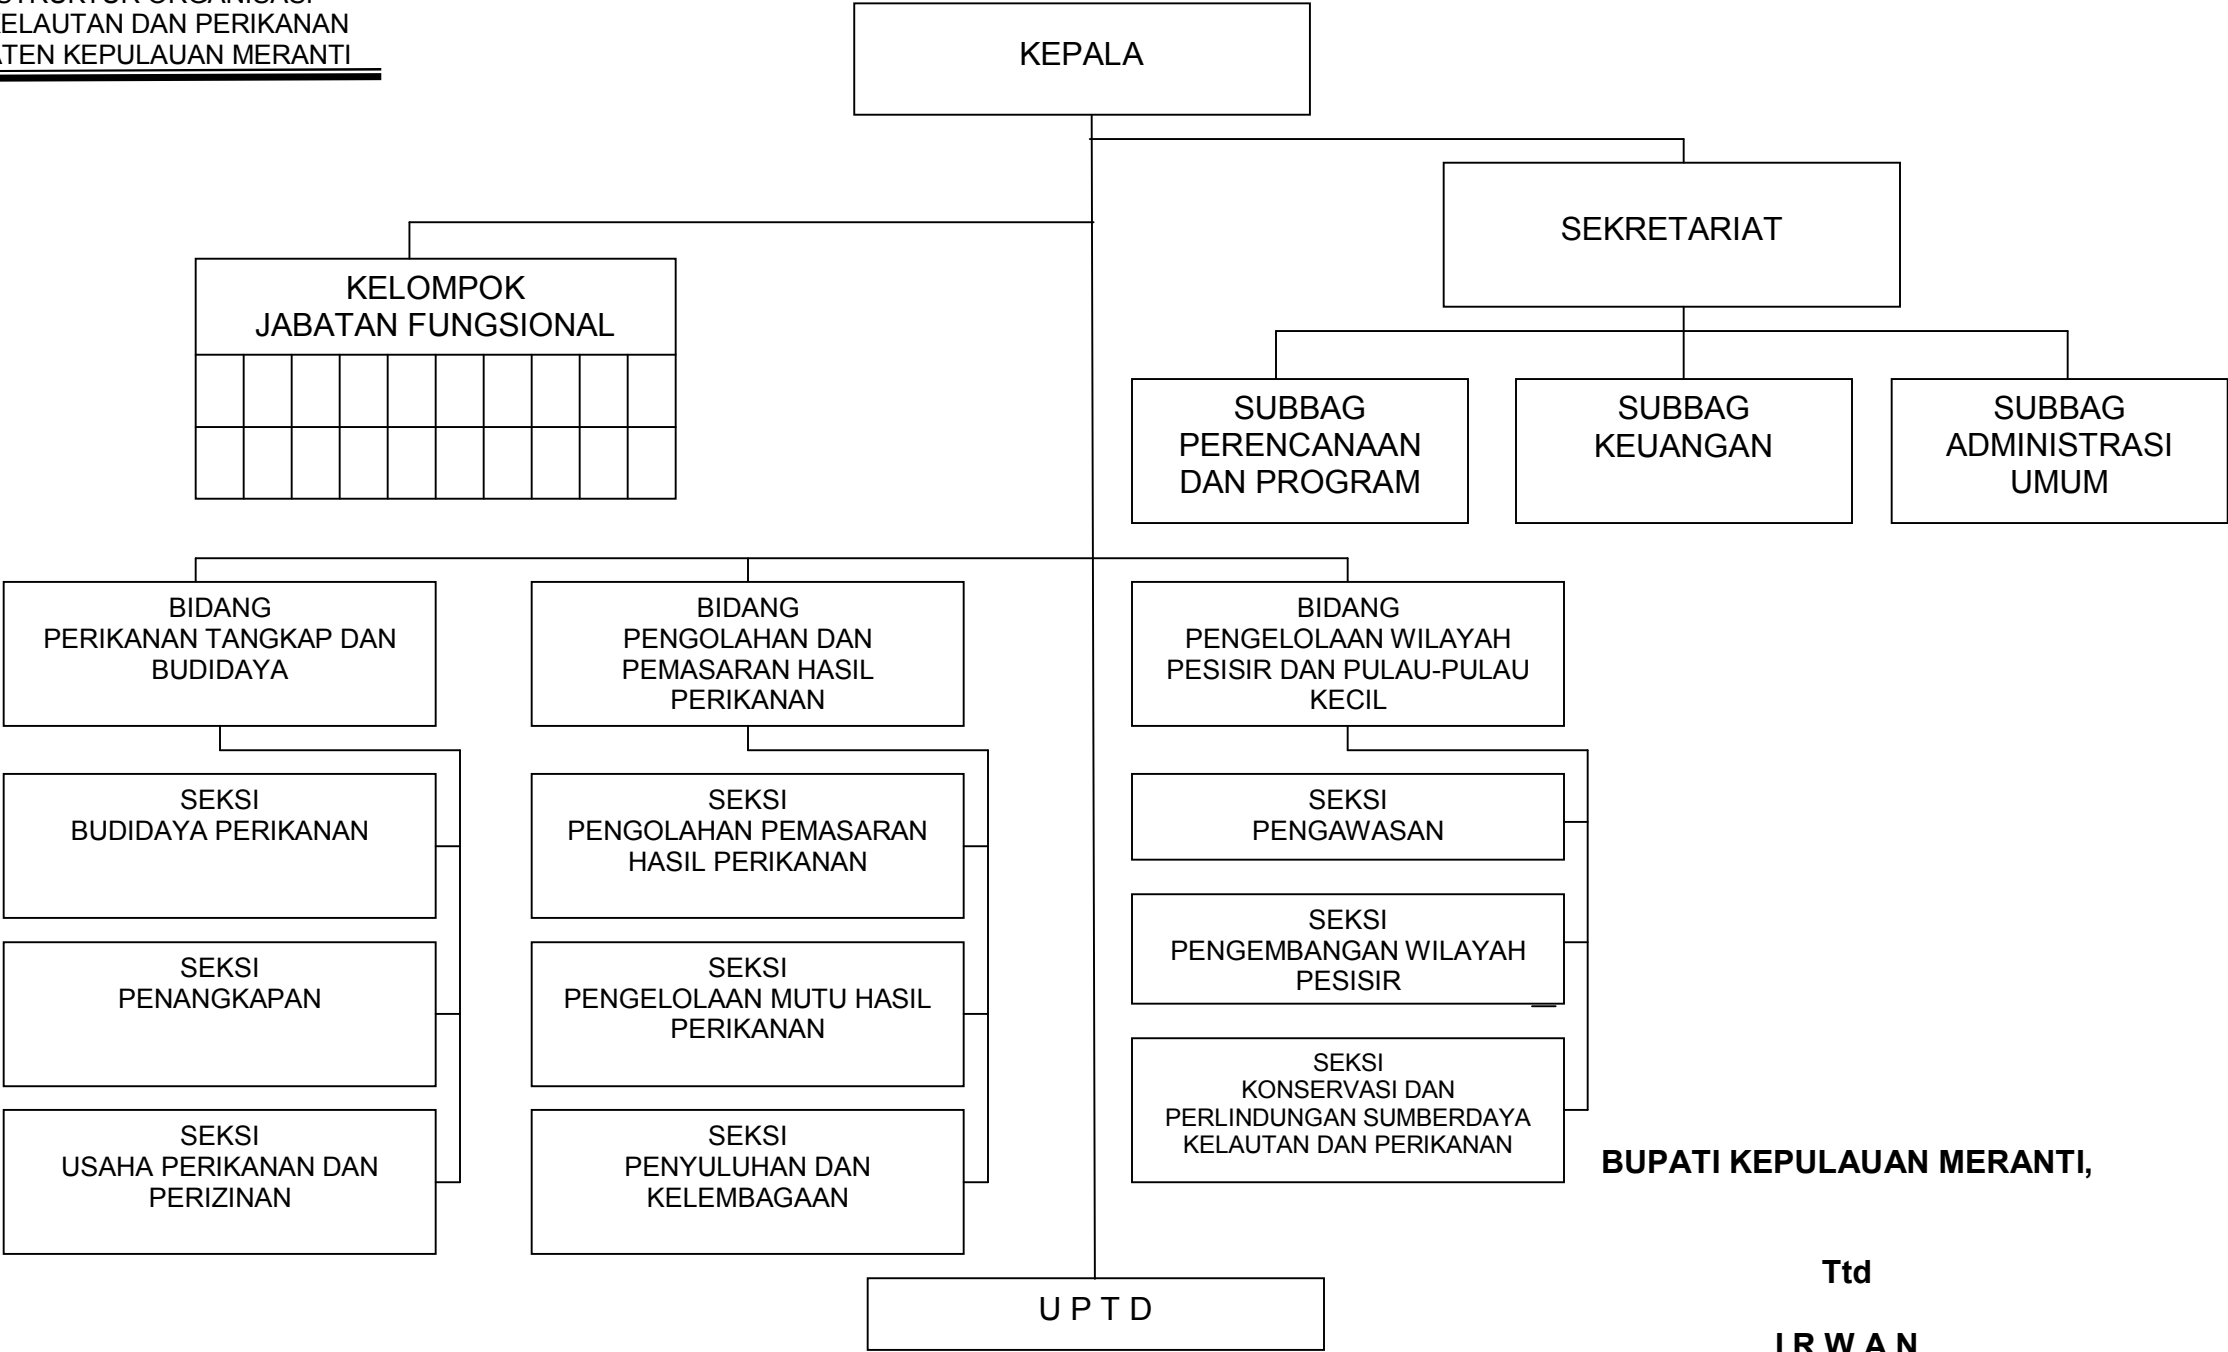 STRUKTUR ORGANISASI
KELAUTAN DAN PERIKANAN
KEPULAUAN MERANTI
KEPALA
SEKRETARIAT
KELOMPOK
JABATAN FUNGSIONAL
SUBBAG
PERENCANAAN
DAN PROGRAM
SUBBAG
KEUANGAN
SUBBAG
ADMINISTRASI
UMUM
BIDANG
PERIKANAN TANGKAP DAN
BUDIDAYA
BIDANG
PENGOLAHAN DAN
PEMASARAN HASIL
PERIKANAN
BIDANG
PENGELOLAAN WILAYAH
PESISIR DAN PULAU-PULAU
KECIL
SEKSI
BUDIDAYA PERIKANAN
SEKSI
PENGOLAHAN PEMASARAN
HASIL PERIKANAN
SEKSI
PENGAWASAN
SEKSI
PENANGKAPAN
SEKSI
PENGELOLAAN MUTU HASIL
PERIKANAN
SEKSI
PENGEMBANGAN WILAYAH
PESISIR
SEKSI
USAHA PERIKANAN DAN
PERIZINAN
SEKSI
PENYULUHAN DAN
KELEMBAGAAN
SEKSI
KONSERVASI DAN
PERLINDUNGAN SUMBERDAYA
KELAUTAN DAN PERIKANAN
U P T D
BUPATI KEPULAUAN MERANTI,
Ttd
I R W A N